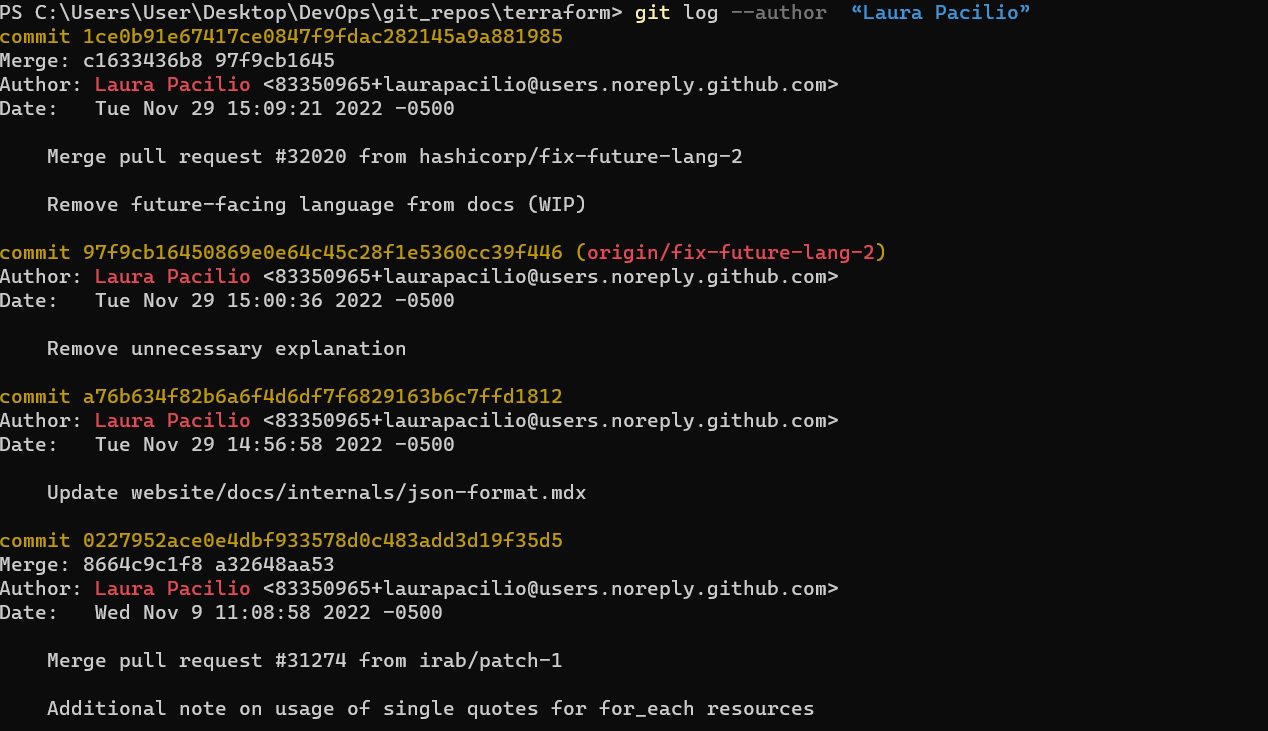 PS C:\Users\User\Desktop\DevOps\git_repos\terraform> git log --author  “Laura Pacilio”
commit 1ce0b91e67417ce0847f9fdac282145a9a881985
Merge: c1633436b8 97f9cb1645
Author: Laura Pacilio <83350965+laurapacilio@users.noreply.github.com>
Date:   Tue Nov 29 15:09:21 2022 -0500
    Merge pull request #32020 from hashicorp/fix-future-lang-2
    Remove future-facing language from docs (WIP)
commit 97f9cb16450869e0e64c45c28f1e5360cc39f446 (origin/fix-future-lang-2)
Author: Laura Pacilio <83350965+laurapacilio@users.noreply.github.com>
Date:   Tue Nov 29 15:00:36 2022 -0500
    Remove unnecessary explanation
commit a76b634f82b6a6f4d6df7f6829163b6c7ffd1812
Author: Laura Pacilio <83350965+laurapacilio@users.noreply.github.com>
Date:   Tue Nov 29 14:56:58 2022 -0500
    Update website/docs/internals/json-format.mdx
commit 0227952ace0e4dbf933578d0c483add3d19f35d5
Merge: 8664c9c1f8 a32648aa53
Author: Laura Pacilio <83350965+laurapacilio@users.noreply.github.com>
Date:   Wed Nov 9 11:08:58 2022 -0500
    Merge pull request #31274 from irab/patch-1
    Additional note on usage of single quotes for for_each resources